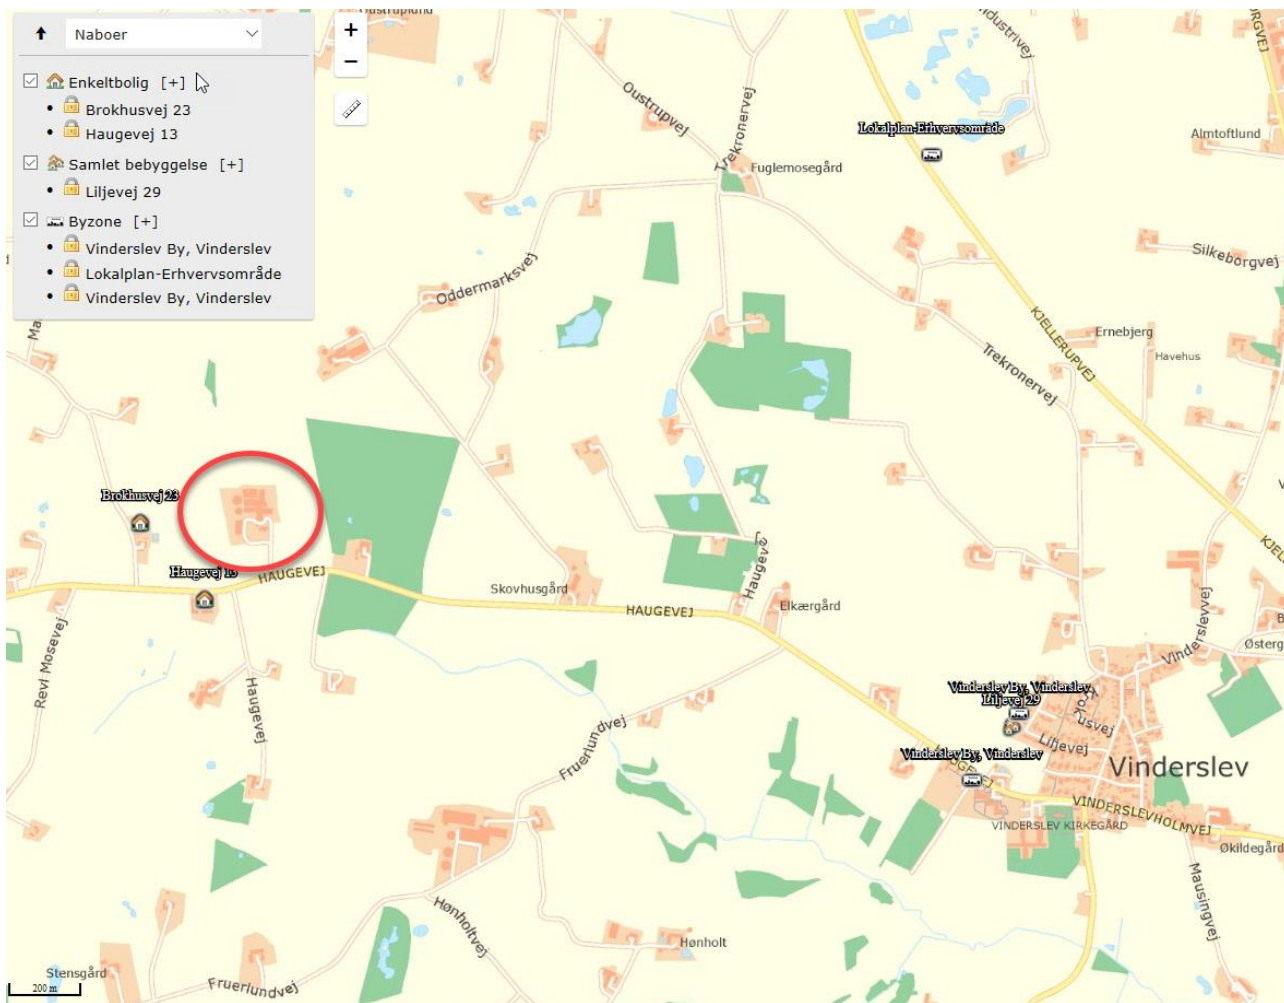 Naboer
Enkeltbolig [+]
Brokhusvej 23
Haugevej 13
Samlet bebyggelse [+]
Liljevej 29
Byzone [+]
Vinderslev By, Vinderslev
Lokalplan-Erhvervsområde
Vinderslev By, Vinderslev
+
−
Oustrupvej
Trekronervej
Fuglemosegård
Lokalplan-Erhvervsområde
Almtoftlund
Silkeborgvej
Oddermarksvej
KJELLERUPVEJ
Ernebjerg
Havehus
Trekronervej
Brokhusvej 23
Haugevej 13
HAUGEVEJ
Skovhusgård
HAUGEVEJ
Haugevej
Elkærgård
Vinderslevvej
Revl Mosevej
Haugevej
Fruerlundvej
Vinderslev By, Vinderslev
Liljevej 29
Krokusvej
Liljevej
Vinderslev By, Vinderslev
HAUGEVEJ
Vinderslev
VINDERSLEVHOLMVEJ
VINDERSLEV KIRKEGÅRD
Økildegård
Mausingvej
Hønholtvej
Hønholt
Stensgård
Fruerlundvej
200 m